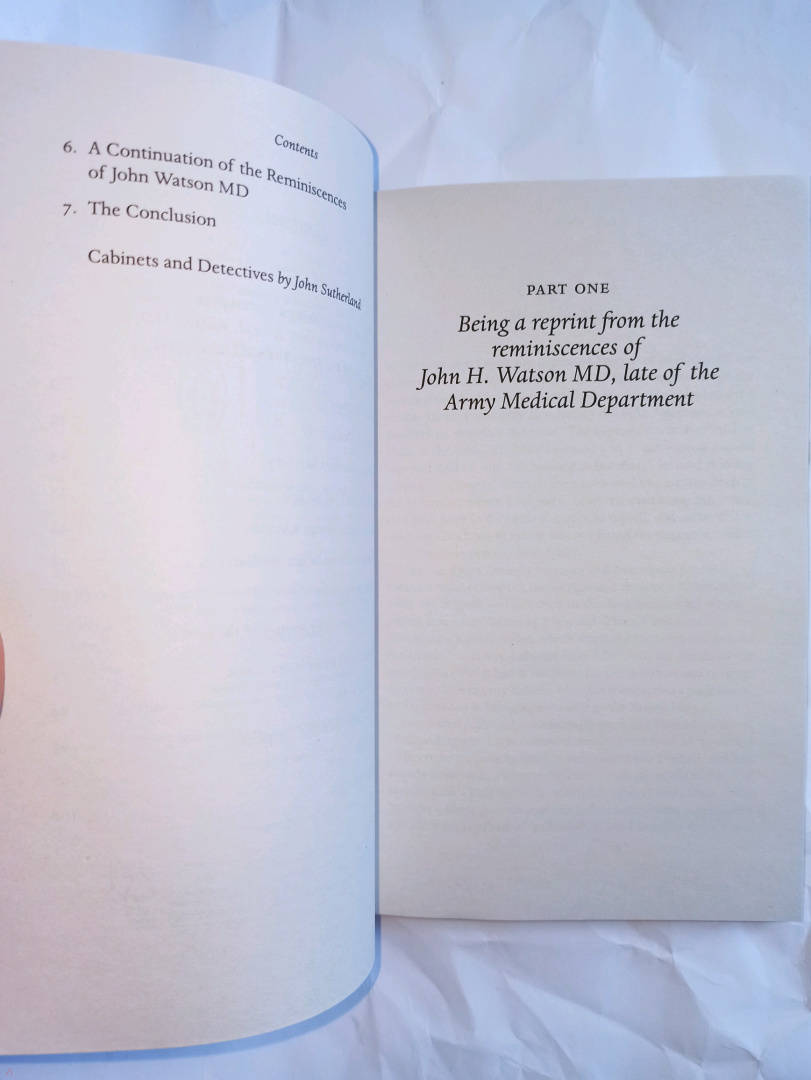 Contents
6. A Continuation of the Reminiscences
of John Watson MD
7. The Conclusion
Cabinets and Detectives by John Sutherland
PART ONE
Being a reprint from the
reminiscences of
John H. Watson MD, late of the
Army Medical Department